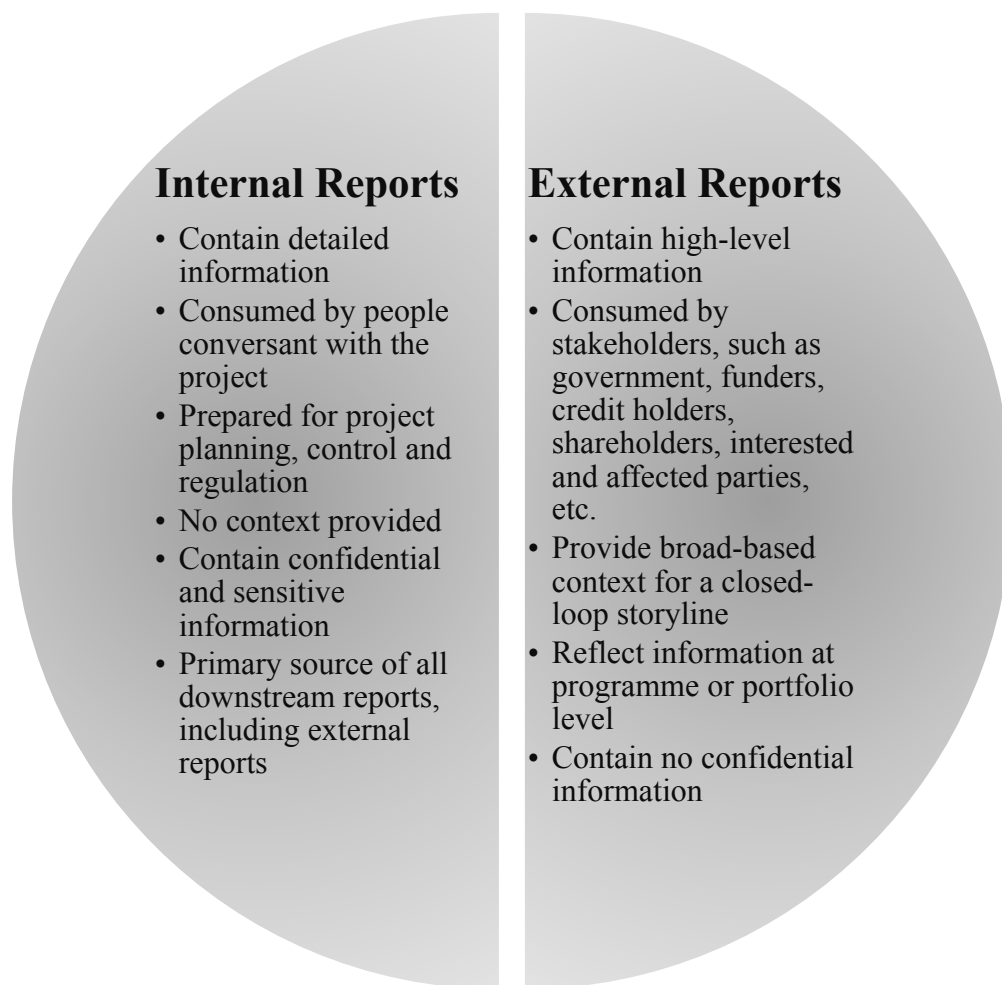 Internal Reports
• Contain detailed
information
• Consumed by people
conversant with the
project
• Prepared for project
planning, control and
regulation
• No context provided
• Contain confidential
and sensitive
information
• Primary source of all
downstream reports,
including external
reports
External Reports
• Contain high-level
information
• Consumed by
stakeholders, such as
government, funders,
credit holders,
shareholders, interested
and affected parties,
etc.
• Provide broad-based
context for a closed-
loop storyline
• Reflect information at
programme or portfolio
level
• Contain no confidential
information